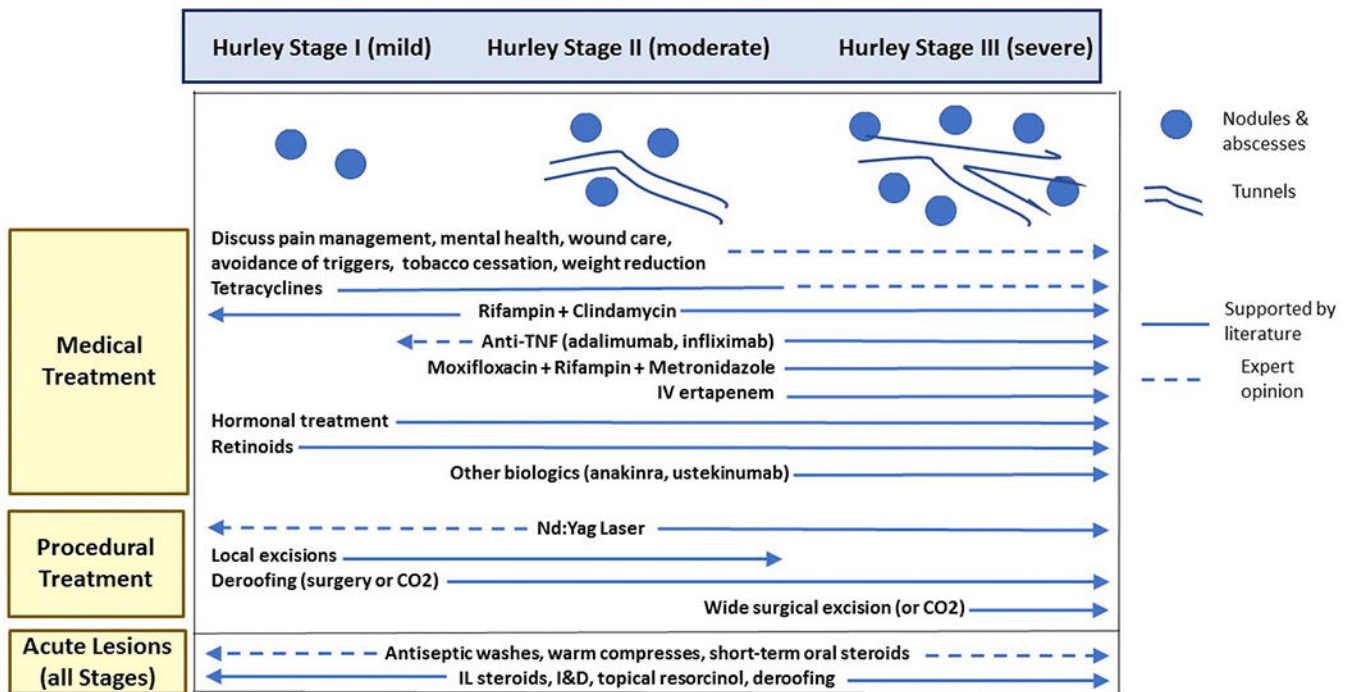 Hurley Stage I (mild) Hurley Stage II (moderate) Hurley Stage III (severe)
Nodules &
abscesses
Tunnels
Supported by
literature
Expert
opinion
Medical
Treatment
Discuss pain management, mental health, wound care,
avoidance of triggers, tobacco cessation, weight reduction
Tetracyclines
Rifampin + Clindamycin
Anti-TNF (adalimumab, infliximab)
Moxifloxacin + Rifampin + Metronidazole
IV ertapenem
Hormonal treatment
Retinoids
Other biologics (anakinra, ustekinumab)
Procedural
Treatment
Nd:Yag Laser
Local excisions
Deroofing (surgery or CO2)
Wide surgical excision (or CO2)
Acute Lesions
(all Stages)
Antiseptic washes, warm compresses, short-term oral steroids
IL steroids, I&D, topical resorcinol, deroofing